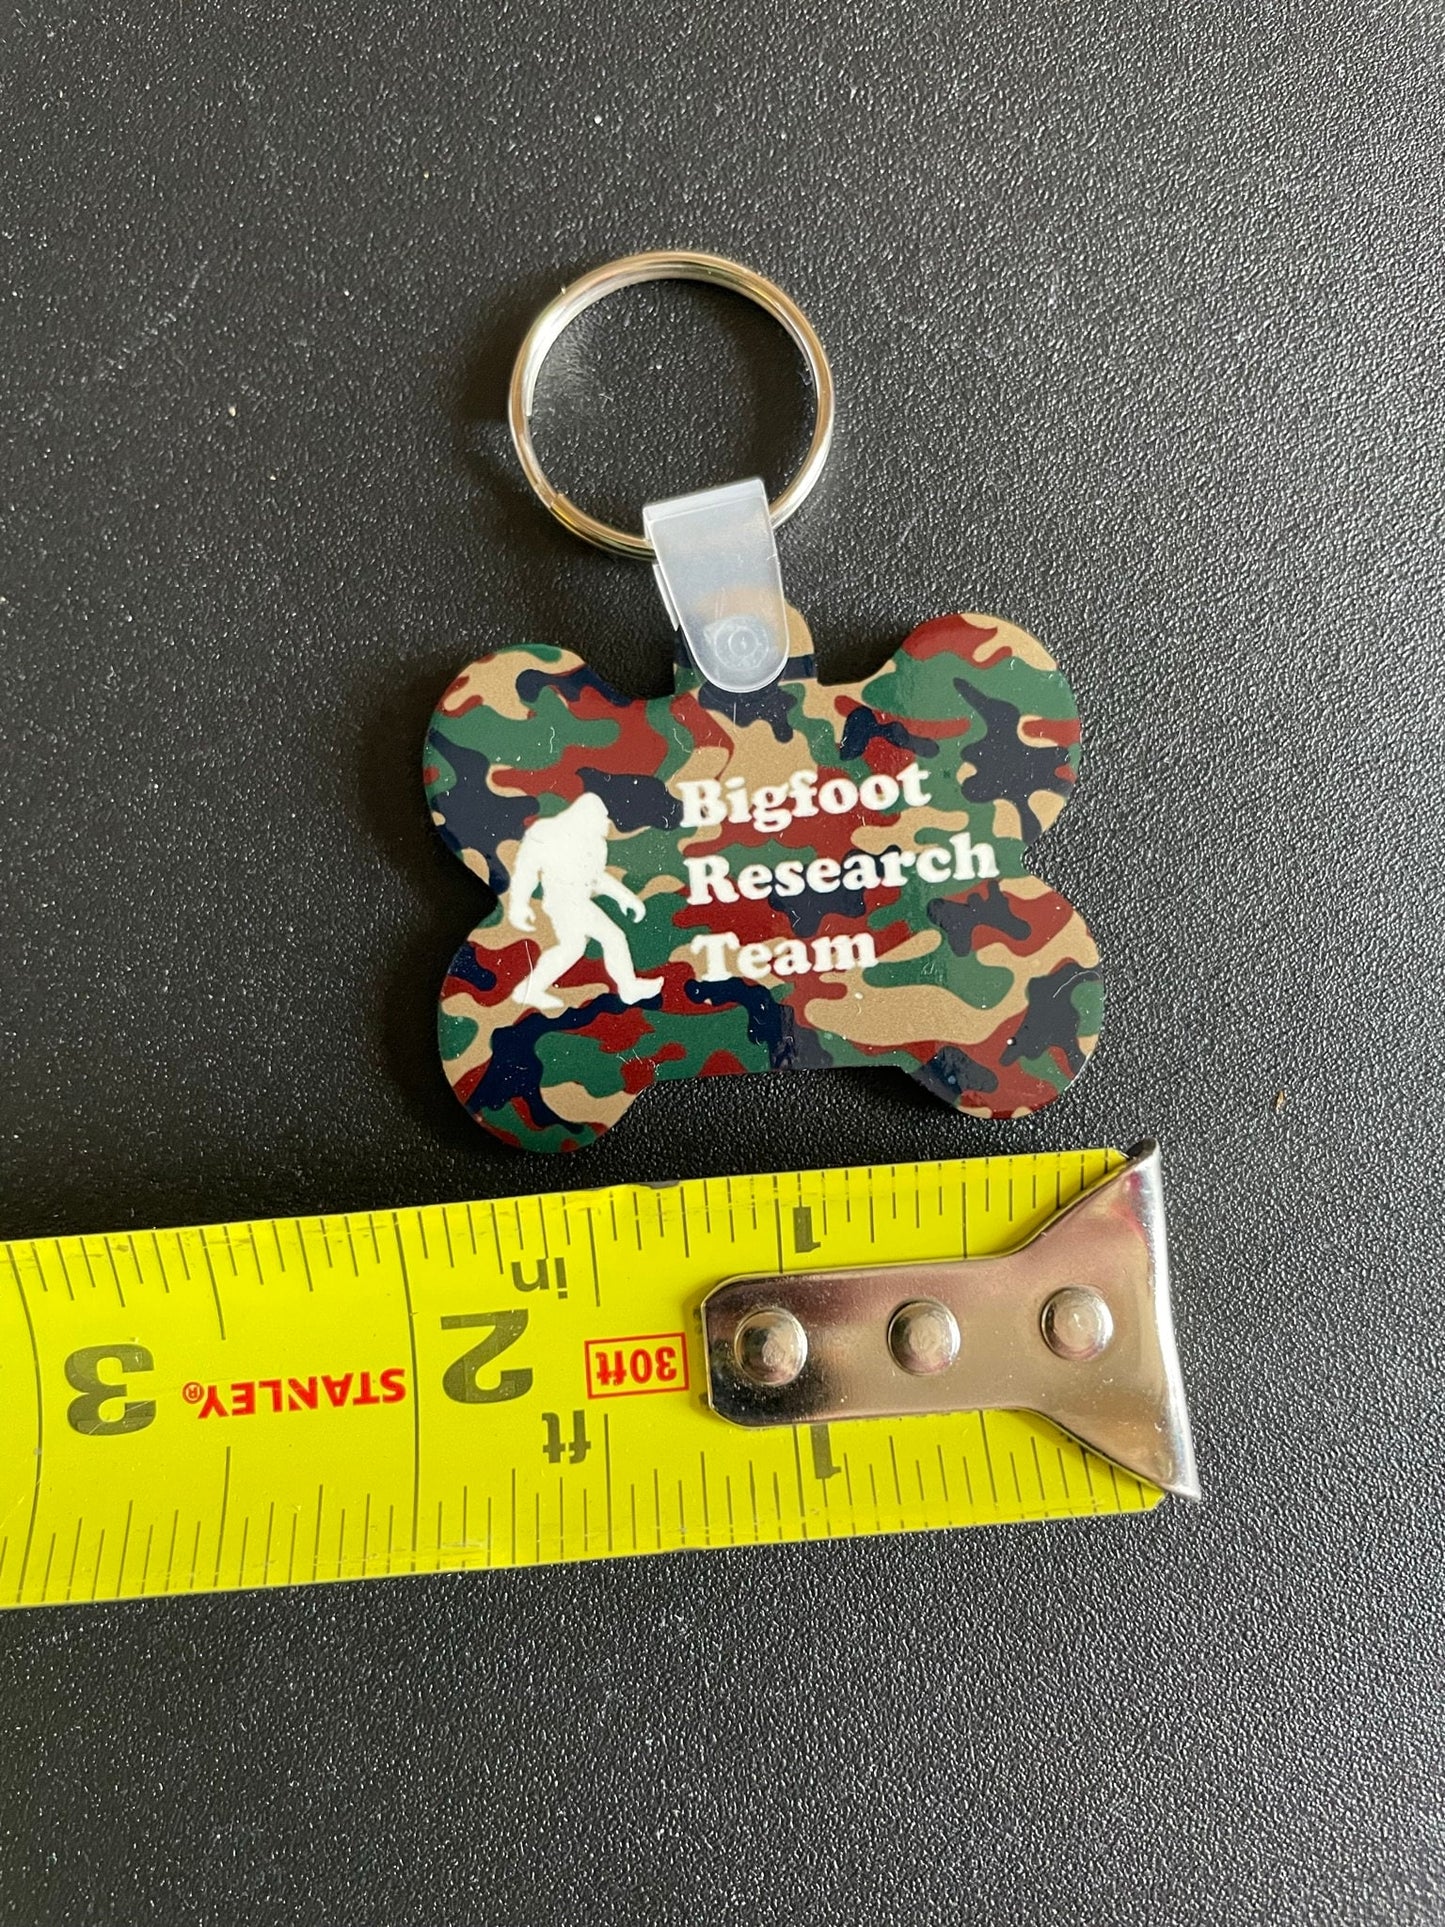 Bigfoot
Research
Team
1
in
2
30ft
3
STANLEY®
ft
1